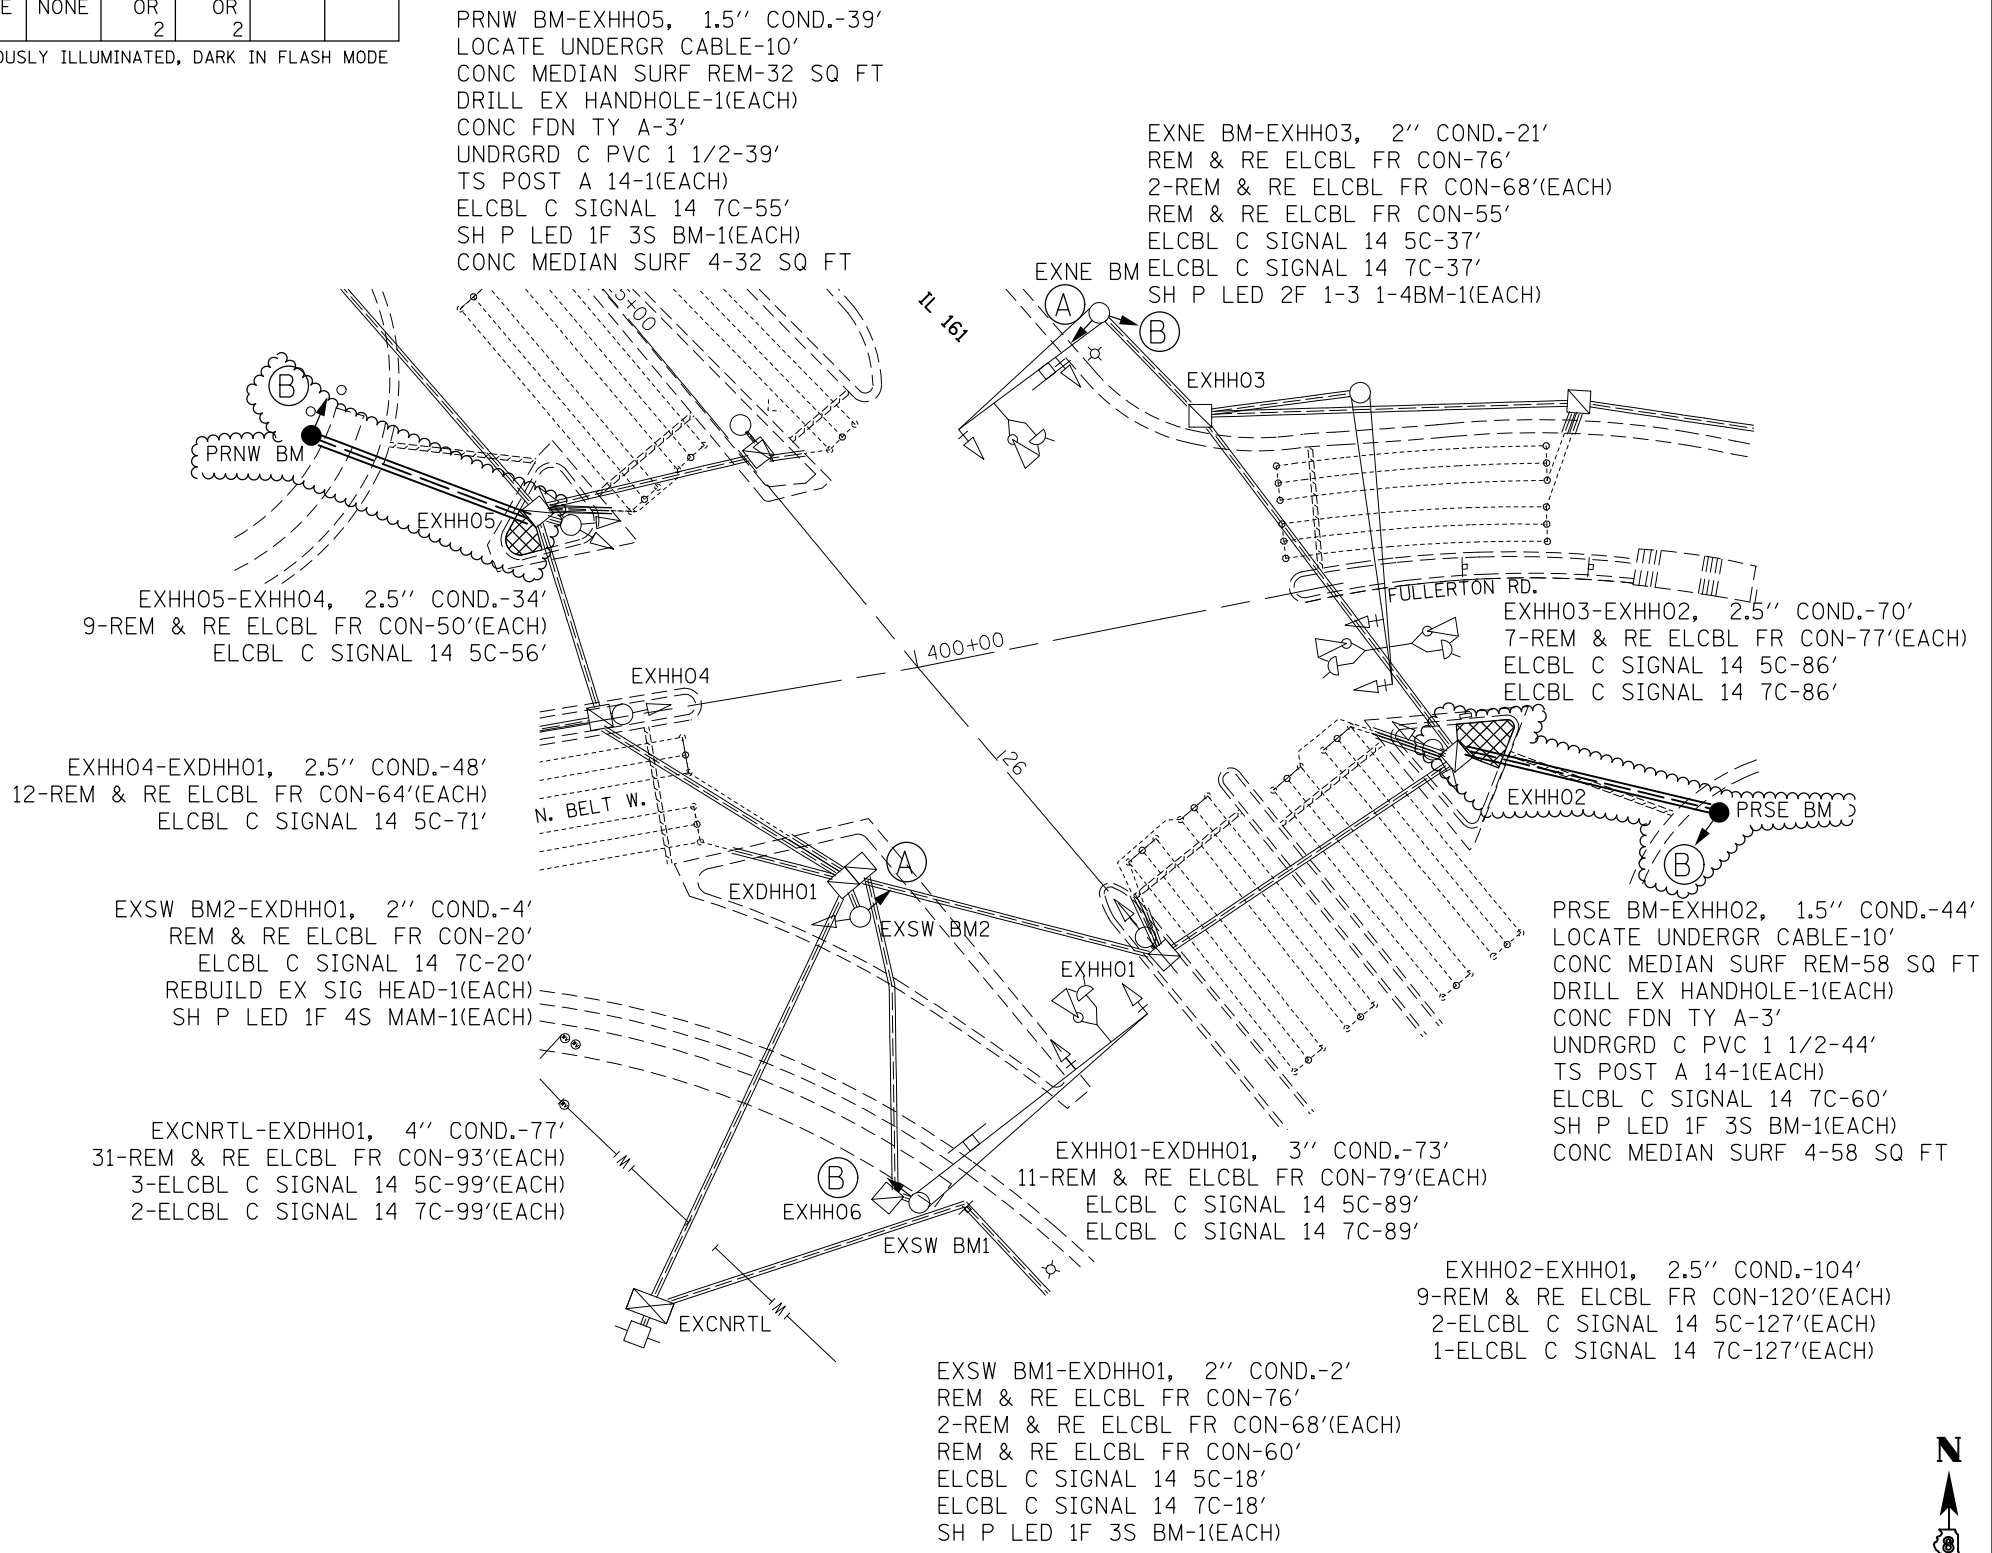 E NONE OR 2 OR 2
OUSLY ILLUMINATED, DARK IN FLASH MODE
PRNW BM-EXHH05, 1.5'' COND.-39'
LOCATE UNDERGR CABLE-10'
CONC MEDIAN SURF REM-32 SQ FT
DRILL EX HANDHOLE-1(EACH)
CONC FDN TY A-3'
UNDRGRD C PVC 1 1/2-39'
TS POST A 14-1(EACH)
ELCBL C SIGNAL 14 7C-55'
SH P LED 1F 3S BM-1(EACH)
CONC MEDIAN SURF 4-32 SQ FT
EXNE BM-EXHH03, 2'' COND.-21'
REM & RE ELCBL FR CON-76'
2-REM & RE ELCBL FR CON-68'(EACH)
REM & RE ELCBL FR CON-55'
ELCBL C SIGNAL 14 5C-37'
ELCBL C SIGNAL 14 7C-37'
SH P LED 2F 1-3 1-4BM-1(EACH)
EXNE BM
A
B
IL 161
5+00
EXHH03
B
PRNW BM
EXHH05
FULLERTON RD.
EXHH05-EXHH04, 2.5'' COND.-34'
9-REM & RE ELCBL FR CON-50'(EACH)
ELCBL C SIGNAL 14 5C-56'
EXHH03-EXHH02, 2.5'' COND.-70'
7-REM & RE ELCBL FR CON-77'(EACH)
ELCBL C SIGNAL 14 5C-86'
ELCBL C SIGNAL 14 7C-86'
400+00
EXHH04
126
EXHH04-EXDHH01, 2.5'' COND.-48'
12-REM & RE ELCBL FR CON-64'(EACH)
ELCBL C SIGNAL 14 5C-71'
N. BELT W.
EXHH02
PRSE BM
B
A
EXDHH01
EXSW BM2
EXSW BM2-EXDHH01, 2'' COND.-4'
REM & RE ELCBL FR CON-20'
ELCBL C SIGNAL 14 7C-20'
REBUILD EX SIG HEAD-1(EACH)
SH P LED 1F 4S MAM-1(EACH)
EXHH01
PRSE BM-EXHH02, 1.5'' COND.-44'
LOCATE UNDERGR CABLE-10'
CONC MEDIAN SURF REM-58 SQ FT
DRILL EX HANDHOLE-1(EACH)
CONC FDN TY A-3'
UNDRGRD C PVC 1 1/2-44'
TS POST A 14-1(EACH)
ELCBL C SIGNAL 14 7C-60'
SH P LED 1F 3S BM-1(EACH)
CONC MEDIAN SURF 4-58 SQ FT
EXCNRTL-EXDHH01, 4'' COND.-77'
31-REM & RE ELCBL FR CON-93'(EACH)
3-ELCBL C SIGNAL 14 5C-99'(EACH)
2-ELCBL C SIGNAL 14 7C-99'(EACH)
M
B
EXHH06
EXSW BM1
EXHH01-EXDHH01, 3'' COND.-73'
11-REM & RE ELCBL FR CON-79'(EACH)
ELCBL C SIGNAL 14 5C-89'
ELCBL C SIGNAL 14 7C-89'
M
EXCNRTL
EXHH02-EXHH01, 2.5'' COND.-104'
9-REM & RE ELCBL FR CON-120'(EACH)
2-ELCBL C SIGNAL 14 5C-127'(EACH)
1-ELCBL C SIGNAL 14 7C-127'(EACH)
EXSW BM1-EXDHH01, 2'' COND.-2'
REM & RE ELCBL FR CON-76'
2-REM & RE ELCBL FR CON-68'(EACH)
REM & RE ELCBL FR CON-60'
ELCBL C SIGNAL 14 5C-18'
ELCBL C SIGNAL 14 7C-18'
SH P LED 1F 3S BM-1(EACH)
N
8